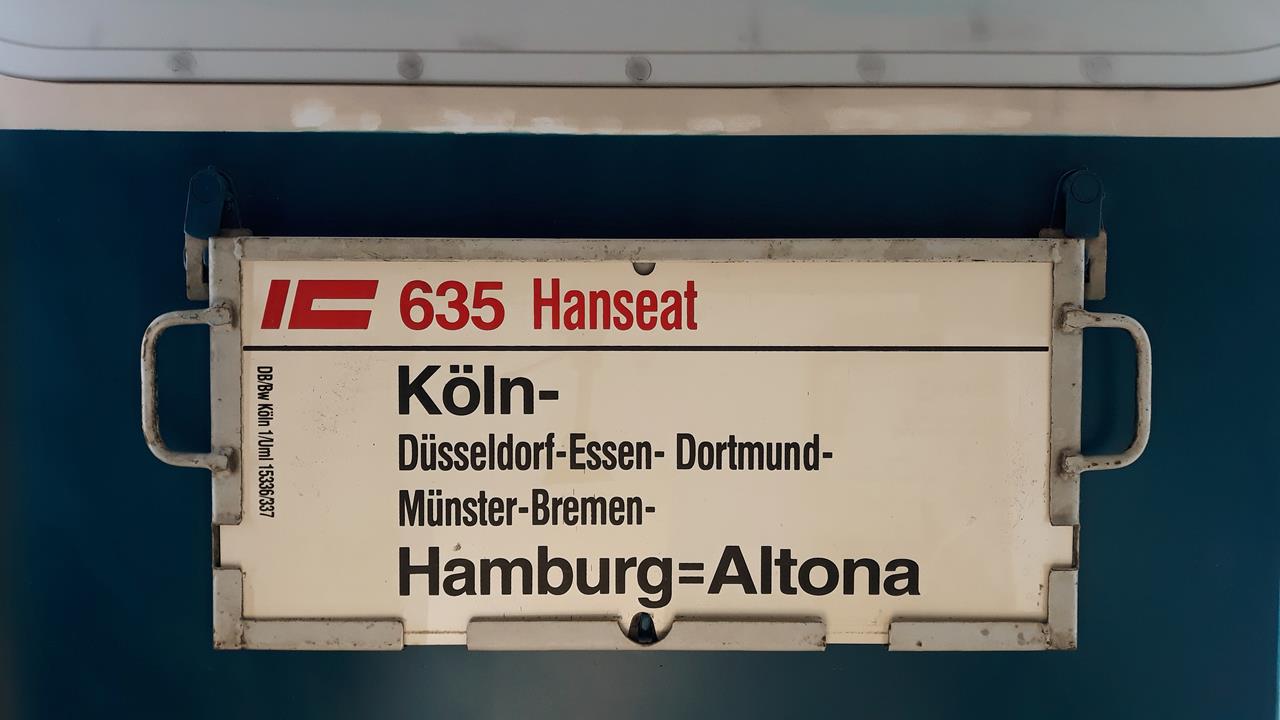 IC 635 Hanseat
Köln-
Düsseldorf-Essen- Dortmund-
Münster-Bremen-
Hamburg=Altona
DB/Bw Köln 1/Uml 15336/337